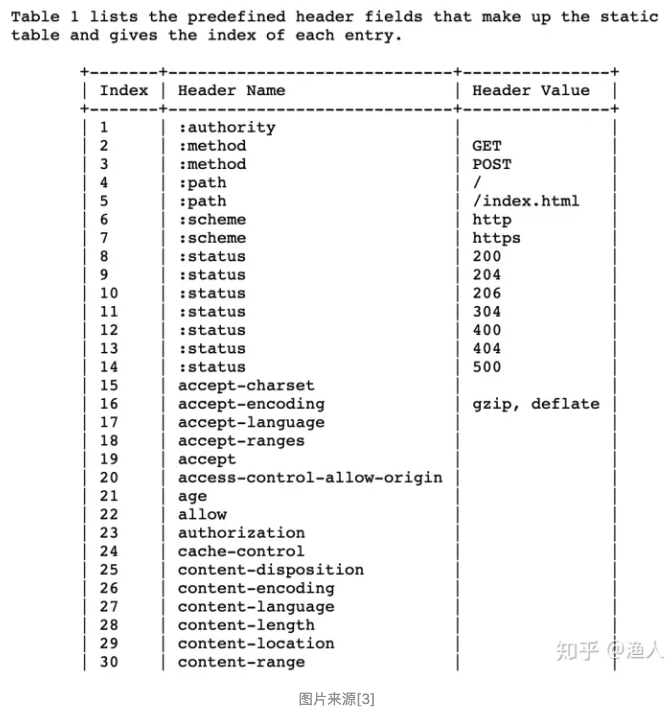 Table 1 lists the predefined header fields that make up the static
table and gives the index of each entry.
+-------+-----------------------------+---------------+
| Index | Header Name | Header Value |
+-------+-----------------------------+---------------+
| 1 | :authority | |
| 2 | :method | GET |
| 3 | :method | POST |
| 4 | :path | / |
| 5 | :path | /index.html |
| 6 | :scheme | http |
| 7 | :scheme | https |
| 8 | :status | 200 |
| 9 | :status | 204 |
| 10 | :status | 206 |
| 11 | :status | 304 |
| 12 | :status | 400 |
| 13 | :status | 404 |
| 14 | :status | 500 |
| 15 | accept-charset | |
| 16 | accept-encoding | gzip, deflate |
| 17 | accept-language | |
| 18 | accept-ranges | |
| 19 | accept | |
| 20 | access-control-allow-origin | |
| 21 | age | |
| 22 | allow | |
| 23 | authorization | |
| 24 | cache-control | |
| 25 | content-disposition | |
| 26 | content-encoding | |
| 27 | content-language | |
| 28 | content-length | |
| 29 | content-location | |
| 30 | content-range | |
知乎 @渔人
图片来源[3]